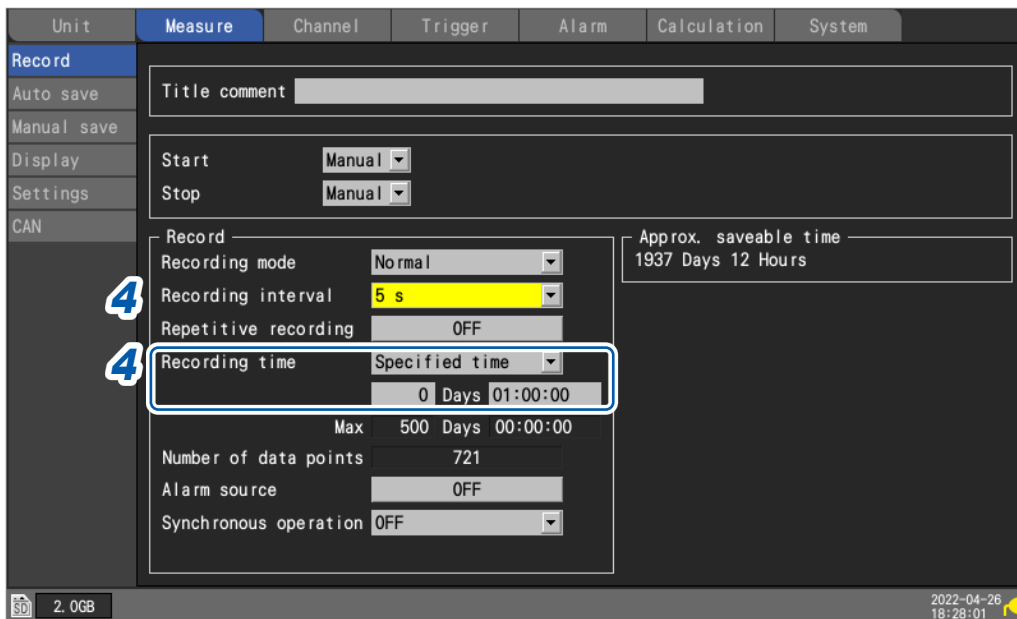 Unit Measure Channel Trigger Alarm Calculation System
Record
Auto save
Manual save
Display
Settings
CAN
Title comment
Start Manual
Stop Manual
Record
Recording mode Normal
4 Recording interval 5 s
Repetitive recording OFF
4 Recording time Specified time
0 Days 01:00:00
Max 500 Days 00:00:00
Number of data points 721
Alarm source OFF
Synchronous operation OFF
Approx. saveable time
1937 Days 12 Hours
SD 2.0GB
2022-04-26
18:28:01